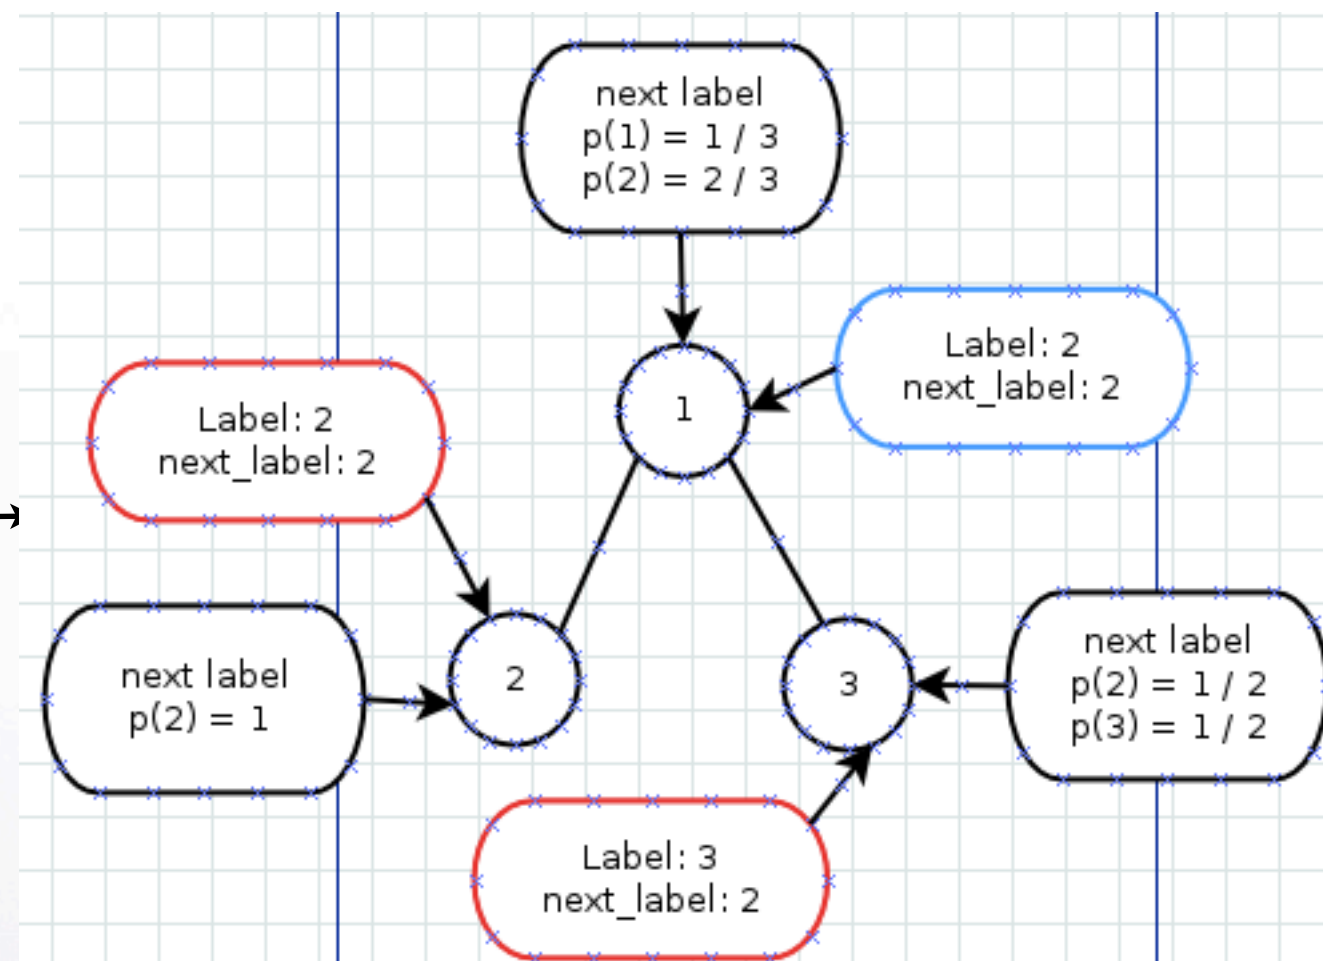 next label
p(1) = 1 / 3
p(2) = 2 / 3
Label: 2
next_label: 2
1
Label: 2
next_label: 2
next label
p(2) = 1
2
3
next label
p(2) = 1 / 2
p(3) = 1 / 2
Label: 3
next_label: 2